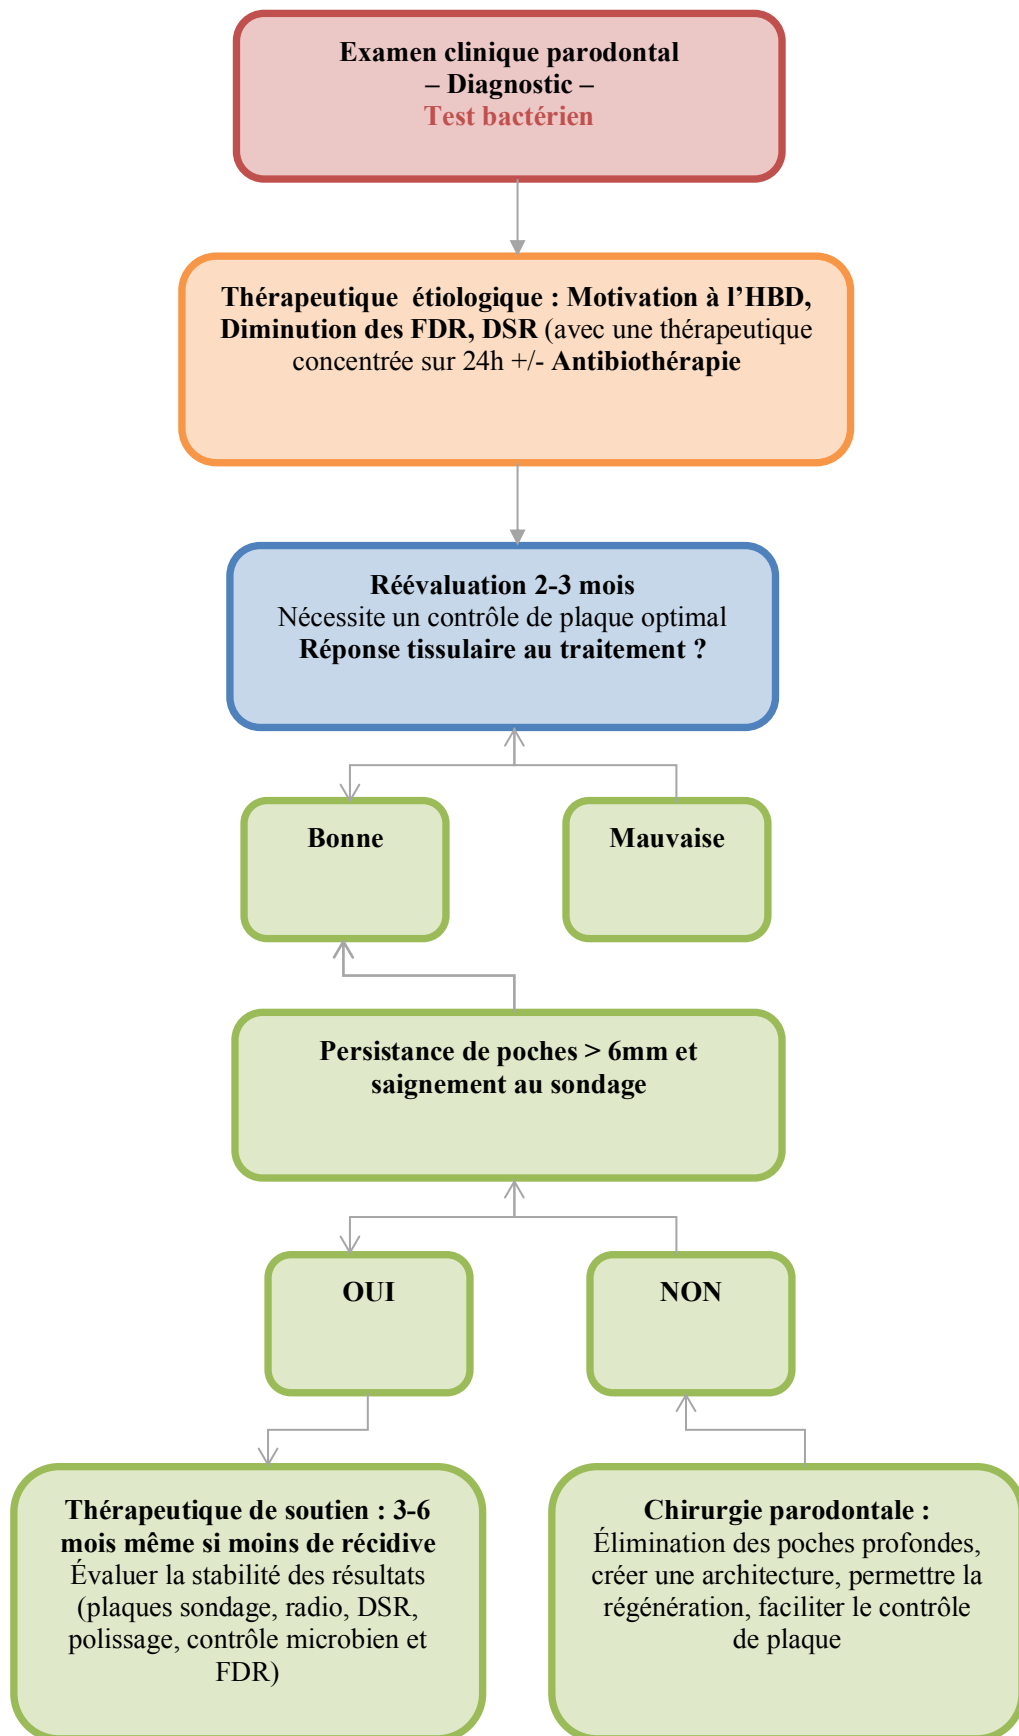 Examen clinique parodontal
– Diagnostic –
Test bactérien
Thérapeutique étiologique : Motivation à l’HBD,
Diminution des FDR, DSR (avec une thérapeutique
concentrée sur 24h +/- Antibiothérapie
Réévaluation 2-3 mois
Nécessite un contrôle de plaque optimal
Réponse tissulaire au traitement ?
Bonne
Mauvaise
Persistance de poches > 6mm et
saignement au sondage
OUI
NON
Thérapeutique de soutien : 3-6
mois même si moins de récidive
Évaluer la stabilité des résultats
(plaques sondage, radio, DSR,
polissage, contrôle microbien et
FDR)
Chirurgie parodontale :
Élimination des poches profondes,
créer une architecture, permettre la
régénération, faciliter le contrôle
de plaque